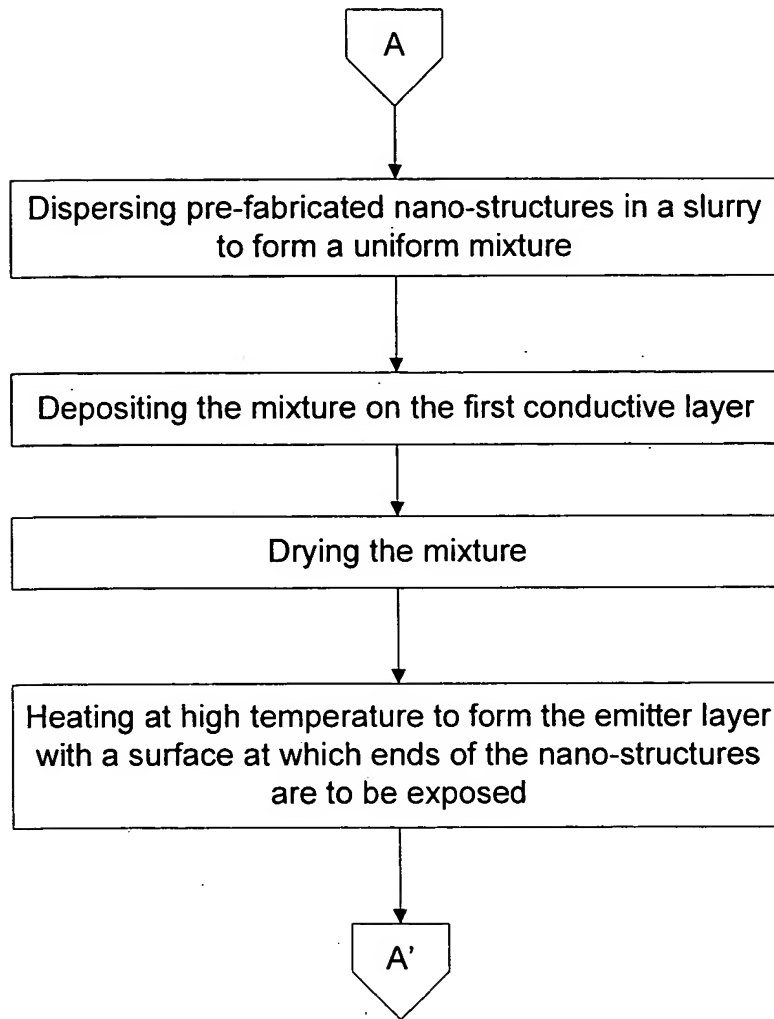 A
Dispersing pre-fabricated nano-structures in a slurry
to form a uniform mixture
Depositing the mixture on the first conductive layer
Drying the mixture
Heating at high temperature to form the emitter layer
with a surface at which ends of the nano-structures
are to be exposed
A'